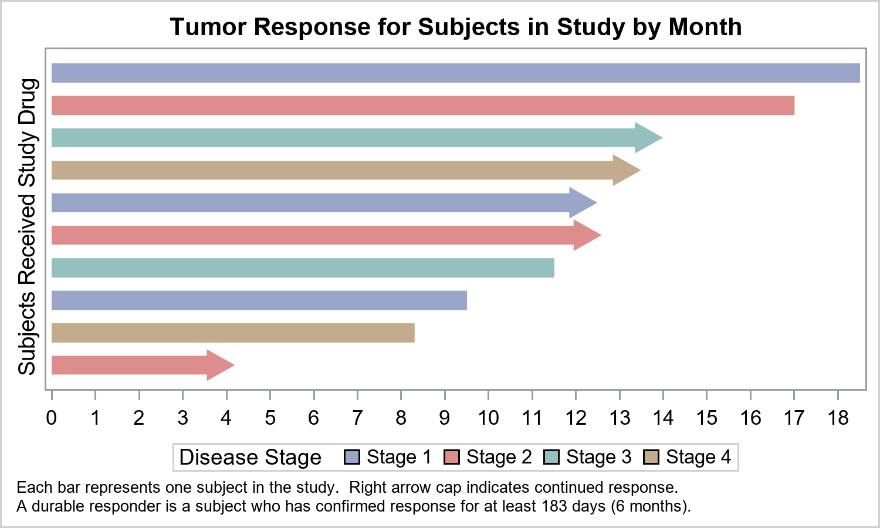 Tumor Response for Subjects in Study by Month
Subjects Received Study Drug
0 1 2 3 4 5 6 7 8 9 10 11 12 13 14 15 16 17 18
Disease Stage Stage 1 Stage 2 Stage 3 Stage 4
Each bar represents one subject in the study. Right arrow cap indicates continued response.
A durable responder is a subject who has confirmed response for at least 183 days (6 months).